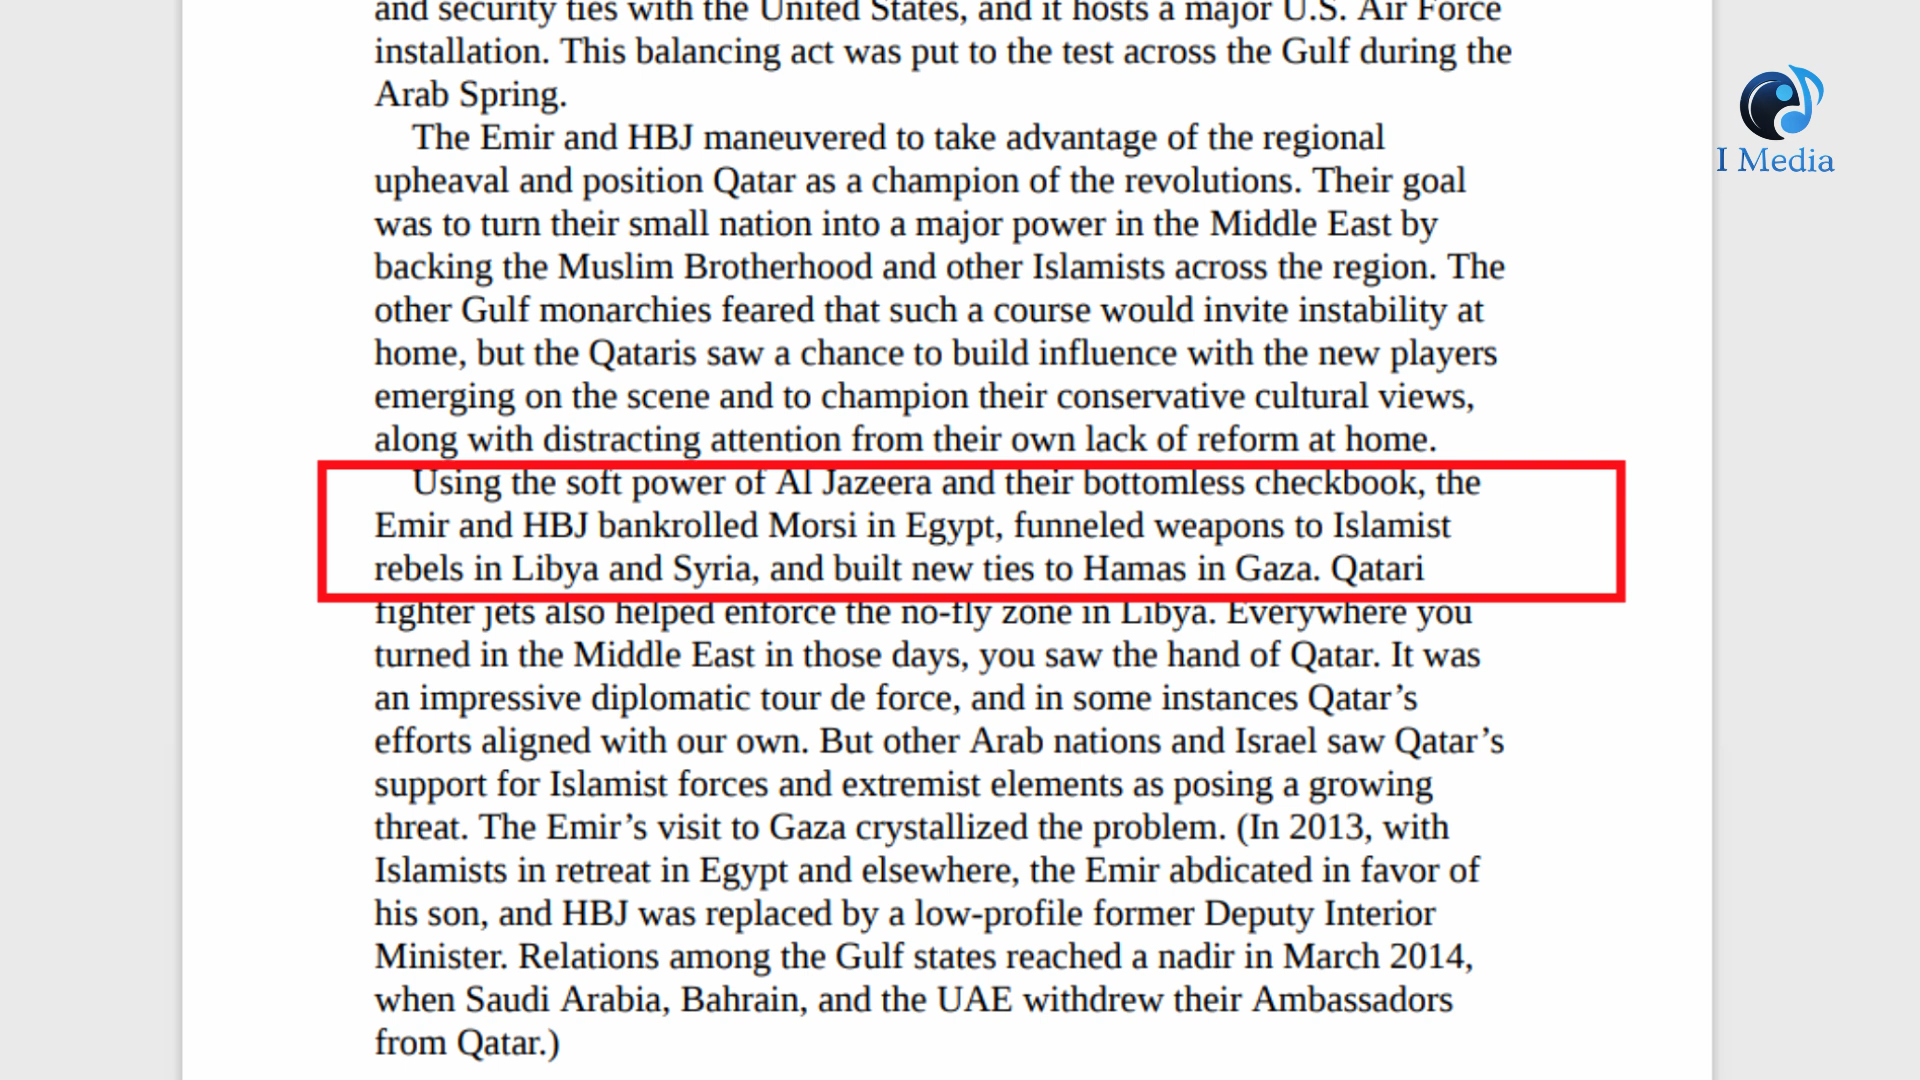 and security ties with the United States, and it hosts a major U.S. Air Force
installation. This balancing act was put to the test across the Gulf during the
Arab Spring.
The Emir and HBJ maneuvered to take advantage of the regional
upheaval and position Qatar as a champion of the revolutions. Their goal
was to turn their small nation into a major power in the Middle East by
backing the Muslim Brotherhood and other Islamists across the region. The
other Gulf monarchies feared that such a course would invite instability at
home, but the Qataris saw a chance to build influence with the new players
emerging on the scene and to champion their conservative cultural views,
along with distracting attention from their own lack of reform at home.
Using the soft power of Al Jazeera and their bottomless checkbook, the
Emir and HBJ bankrolled Morsi in Egypt, funneled weapons to Islamist
rebels in Libya and Syria, and built new ties to Hamas in Gaza. Qatari
fighter jets also helped enforce the no-fly zone in Libya. Everywhere you
turned in the Middle East in those days, you saw the hand of Qatar. It was
an impressive diplomatic tour de force, and in some instances Qatar’s
efforts aligned with our own. But other Arab nations and Israel saw Qatar’s
support for Islamist forces and extremist elements as posing a growing
threat. The Emir’s visit to Gaza crystallized the problem. (In 2013, with
Islamists in retreat in Egypt and elsewhere, the Emir abdicated in favor of
his son, and HBJ was replaced by a low-profile former Deputy Interior
Minister. Relations among the Gulf states reached a nadir in March 2014,
when Saudi Arabia, Bahrain, and the UAE withdrew their Ambassadors
from Qatar.)
I Media